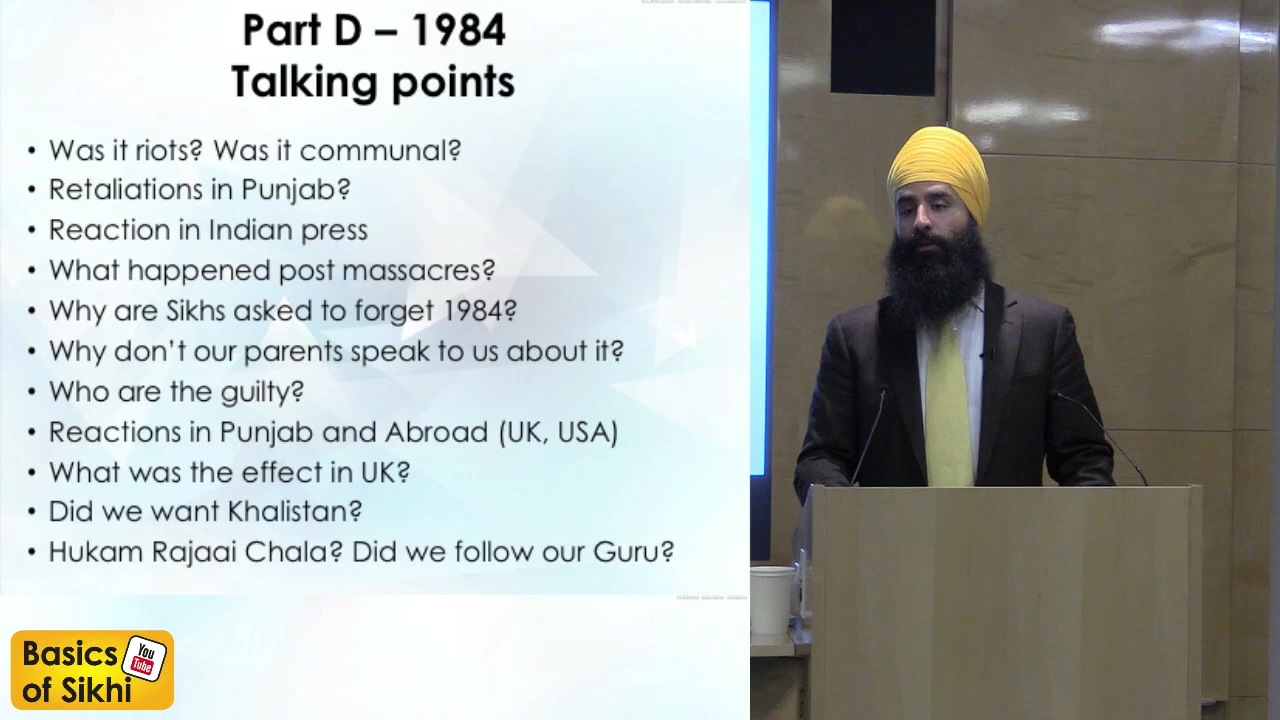 Part D – 1984
Talking points
• Was it riots? Was it communal?
• Retaliations in Punjab?
• Reaction in Indian press
• What happened post massacres?
• Why are Sikhs asked to forget 1984?
• Why don’t our parents speak to us about it?
• Who are the guilty?
• Reactions in Punjab and Abroad (UK, USA)
• What was the effect in UK?
• Did we want Khalistan?
• Hukam Rajaai Chala? Did we follow our Guru?
Basics
of Sikhi
You
Tube